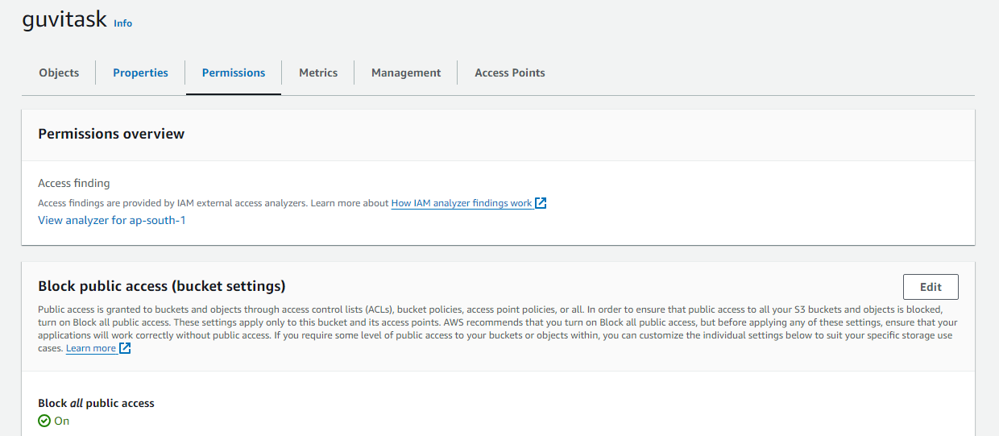 guvitask Info
Objects Properties Permissions Metrics Management Access Points
Permissions overview
Access finding
Access findings are provided by IAM external access analyzers. Learn more about How IAM analyzer findings work
View analyzer for ap-south-1
Block public access (bucket settings) Edit
Public access is granted to buckets and objects through access control lists (ACLs), bucket policies, access point policies, or all. In order to ensure that public access to all your S3 buckets and objects is blocked,
turn on Block all public access. These settings apply only to this bucket and its access points. AWS recommends that you turn on Block all public access, but before applying any of these settings, ensure that your
applications will work correctly without public access. If you require some level of public access to your buckets or objects within, you can customize the individual settings below to suit your specific storage use
cases. Learn more
Block all public access
On